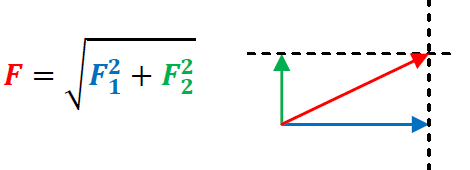 F = √(F₁² + F₂²)